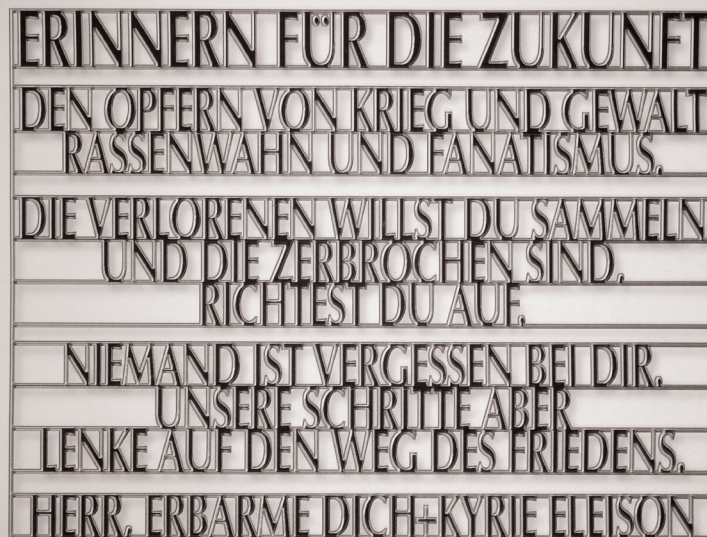 ERINNERN FÜR DIE ZUKUNFT
DEN OPFERN VON KRIEG UND GEWALT
RASSENWAHN UND FANATISMUS.
DIE VERLORENEN WILLST DU SAMMELN
UND DIE ZERBROCHEN SIND,
RICHTEST DU AUF.
NIEMAND IST VERGESSEN BEI DIR,
UNSERE SCHRITTE ABER
LENKE AUF DEN WEG DES FRIEDENS.
HERR, ERBARME DICH+KYRIE ELEISON